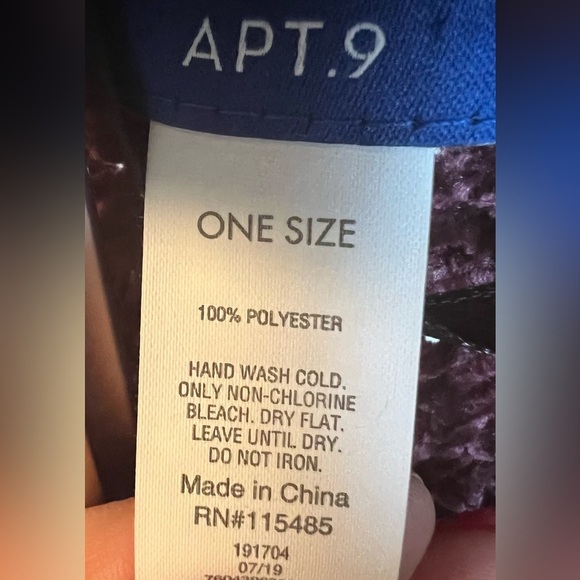 APT.9
ONE SIZE
100% POLYESTER
HAND WASH COLD.
ONLY NON-CHLORINE
BLEACH. DRY FLAT.
LEAVE UNTIL DRY.
DO NOT IRON.
Made in China
RN#115485
191704
07/19